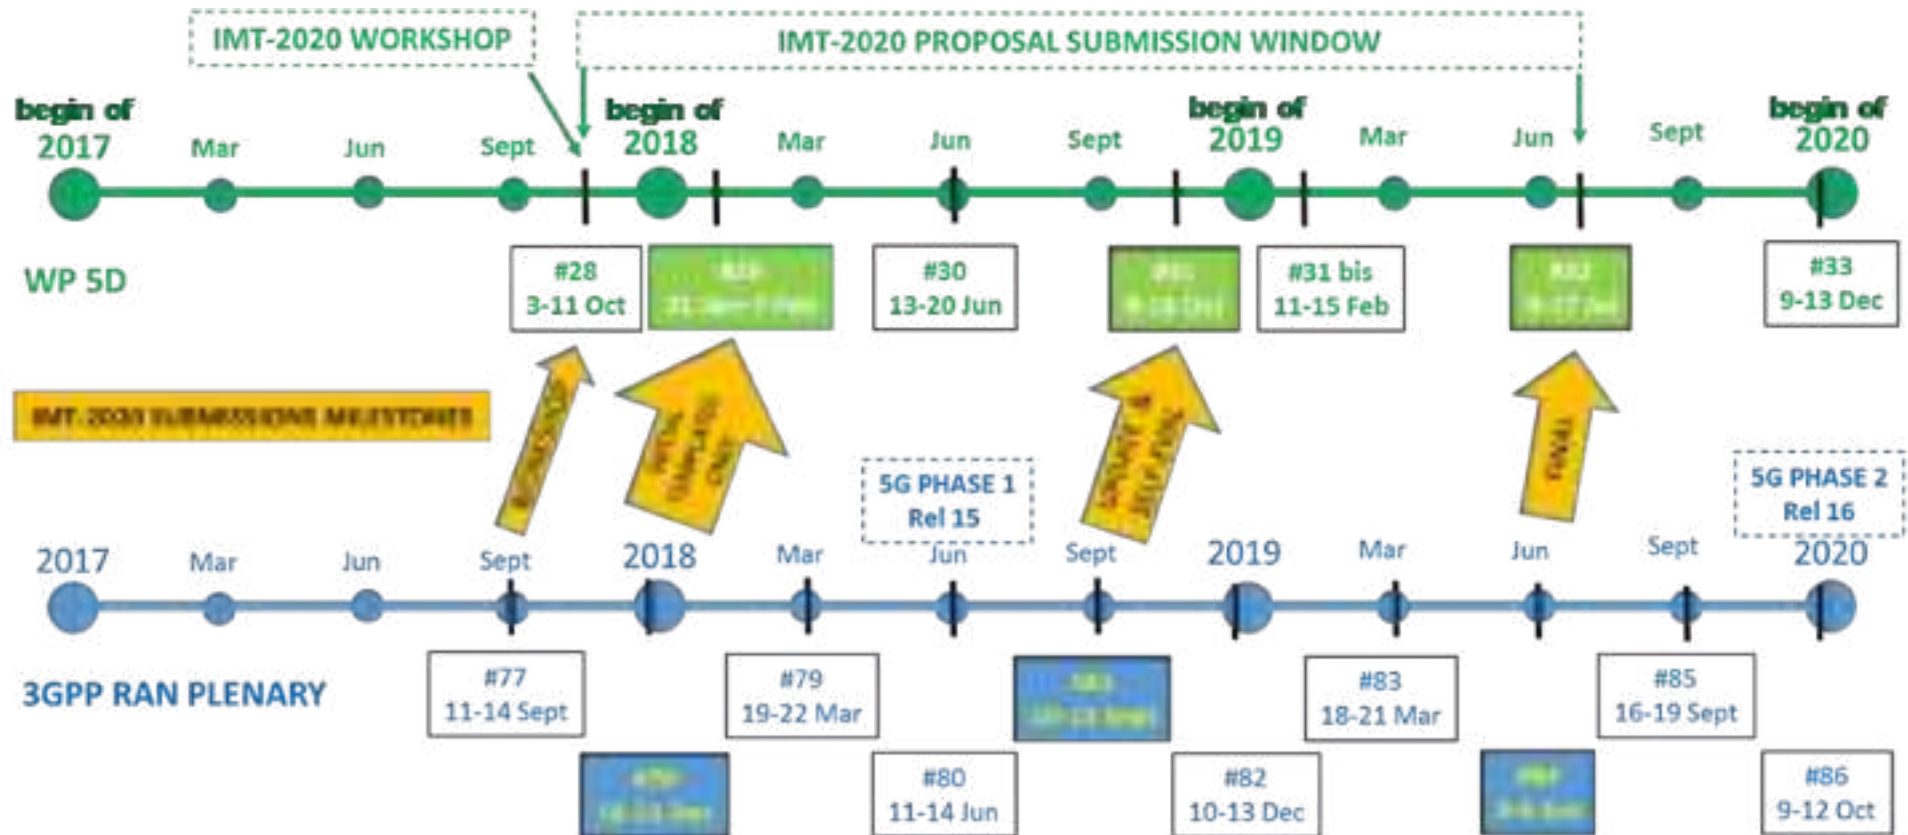 IMT-2020 WORKSHOP
IMT-2020 PROPOSAL SUBMISSION WINDOW
begin of
2017
Mar
Jun
Sept
begin of
2018
Mar
Jun
Sept
begin of
2019
Mar
Jun
Sept
begin of
2020
WP 5D
#28
3-11 Oct
#30
13-20 Jun
#31 bis
11-15 Feb
#33
9-13 Dec
IMT-2020 SUBMISSIONS MILESTONES
WORKSHOP
5G PHASE 1
Rel 15
5G PHASE 2
Rel 16
2017
Mar
Jun
Sept
2018
Mar
Jun
Sept
2019
Mar
Jun
Sept
2020
3GPP RAN PLENARY
#77
11-14 Sept
#79
19-22 Mar
#83
18-21 Mar
#85
16-19 Sept
#80
11-14 Jun
#82
10-13 Dec
#86
9-12 Oct